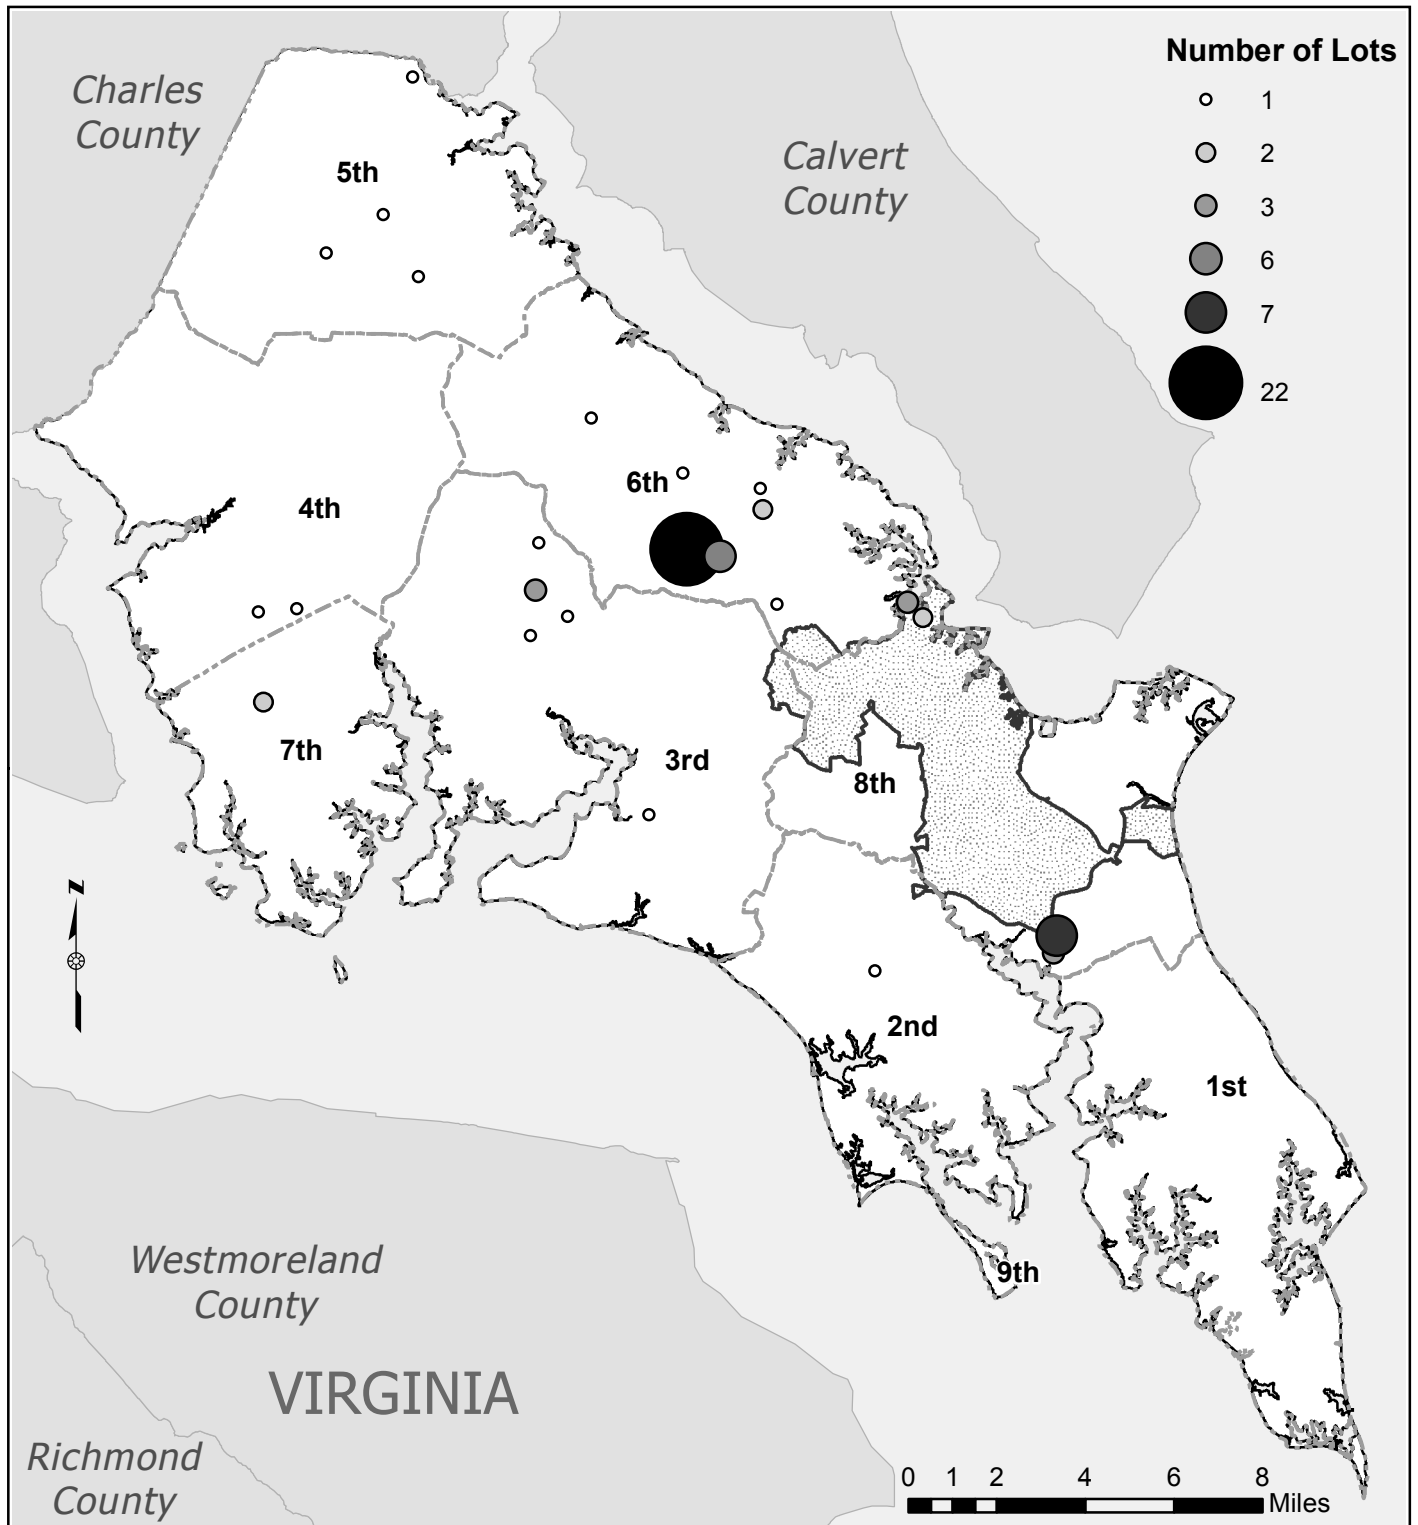 Number of Lots
1
2
3
6
7
22
Charles
County
Calvert
County
5th
6th
4th
7th
3rd
8th
N
2nd
1st
9th
Westmoreland
County
VIRGINIA
Richmond
County
0 1 2 4 6 8
Miles